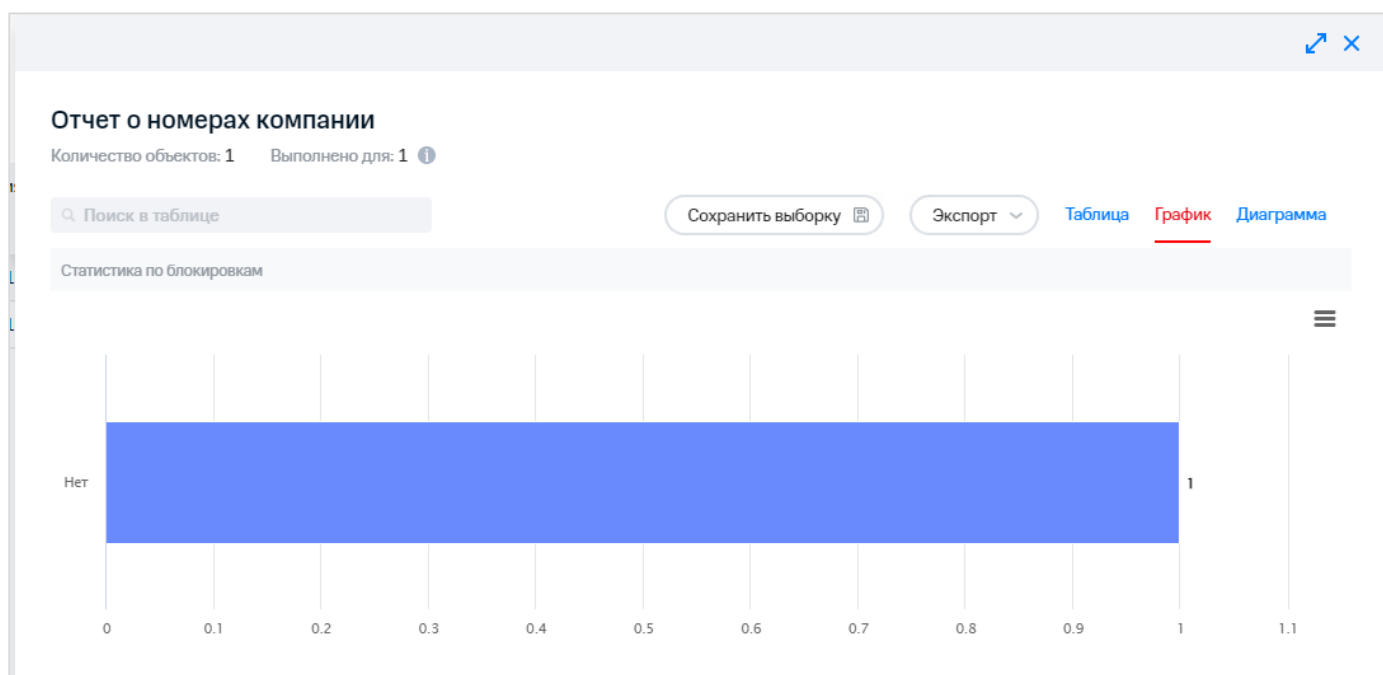 Отчет о номерах компании
Количество объектов: 1 Выполнено для: 1
Поиск в таблице
Сохранить выборку Экспорт Таблица График Диаграмма
Статистика по блокировкам
Нет
1
0 0.1 0.2 0.3 0.4 0.5 0.6 0.7 0.8 0.9 1 1.1